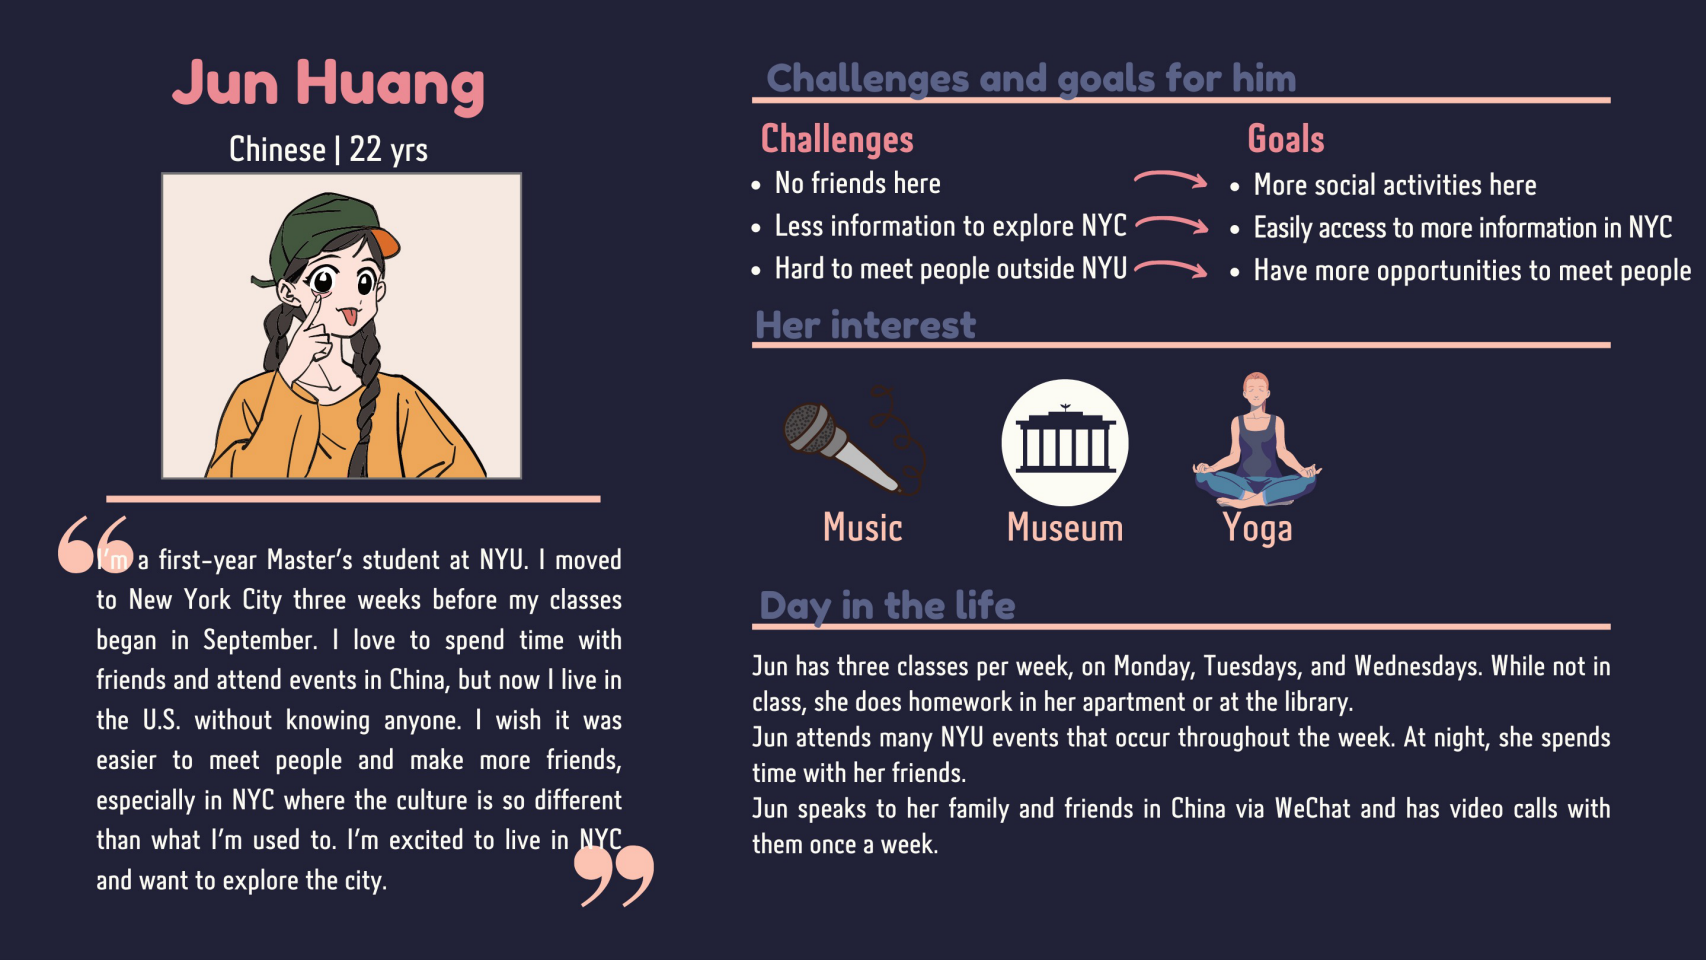 Jun Huang
Chinese | 22 yrs
I'm a first-year Master's student at NYU. I moved
to New York City three weeks before my classes
began in September. I love to spend time with
friends and attend events in China, but now I live in
the U.S. without knowing anyone. I wish it was
easier to meet people and make more friends,
especially in NYC where the culture is so different
than what I'm used to. I'm excited to live in NYC
and want to explore the city.
Challenges and goals for him
Challenges
• No friends here
• Less information to explore NYC
• Hard to meet people outside NYU
Goals
• More social activities here
• Easily access to more information in NYC
• Have more opportunities to meet people
Her interest
Music
Museum
Yoga
Day in the life
Jun has three classes per week, on Monday, Tuesdays, and Wednesdays. While not in
class, she does homework in her apartment or at the library.
Jun attends many NYU events that occur throughout the week. At night, she spends
time with her friends.
Jun speaks to her family and friends in China via WeChat and has video calls with
them once a week.